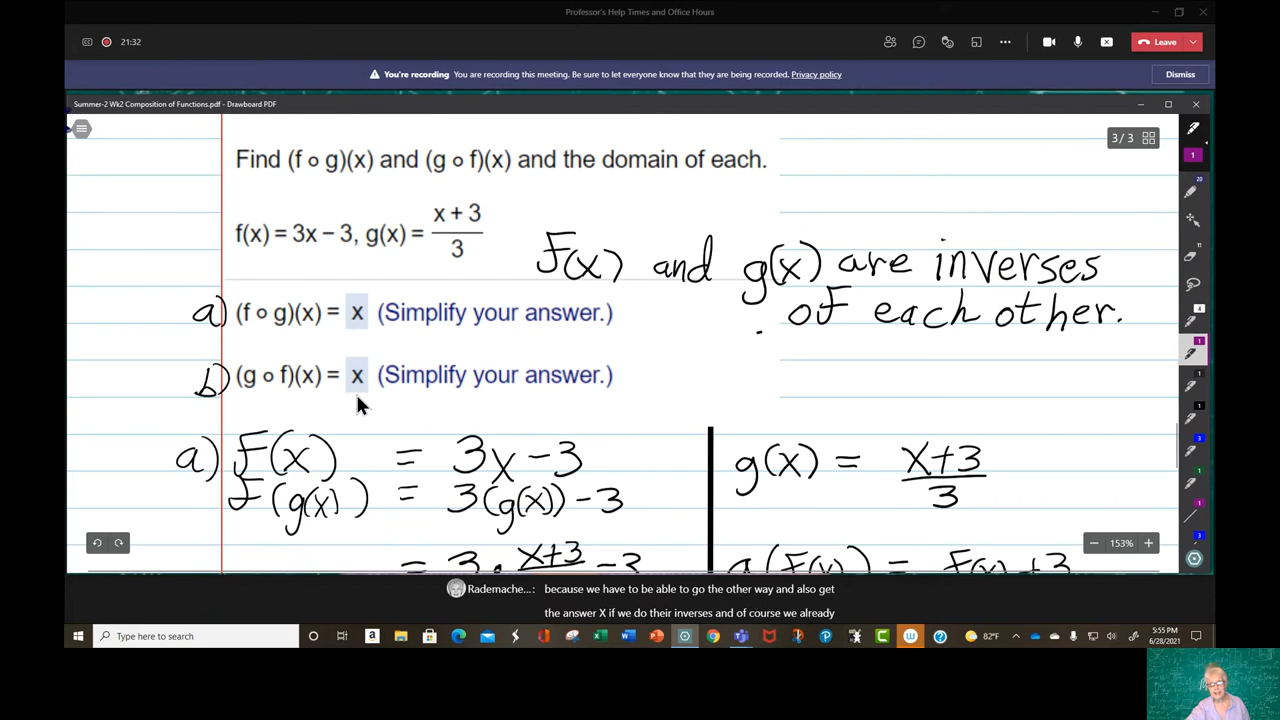 Professor's Help Times and Office Hours
21:32
Leave
You're recording You are recording this meeting. Be sure to let everyone know that they are being recorded. Privacy policy
Dismiss
Summer-2 Wk2 Composition of Functions.pdf - Drawboard PDF
3 / 3
Find (f ∘ g)(x) and (g ∘ f)(x) and the domain of each.
f(x) = 3x − 3, g(x) = (x + 3)/3
F(x) and g(x) are inverses
of each other.
a) (f ∘ g)(x) = x (Simplify your answer.)
b) (g ∘ f)(x) = x (Simplify your answer.)
a) F(x) = 3x − 3
F(g(x)) = 3(g(x)) − 3
= 3 · x+3 − 3
g(x) = (x+3)/3
g(F(x)) = F(x) + 3
153%
Rademache...: because we have to be able to go the other way and also get
the answer X if we do their inverses and of course we already
Type here to search
82°F
5:55 PM
6/28/2021